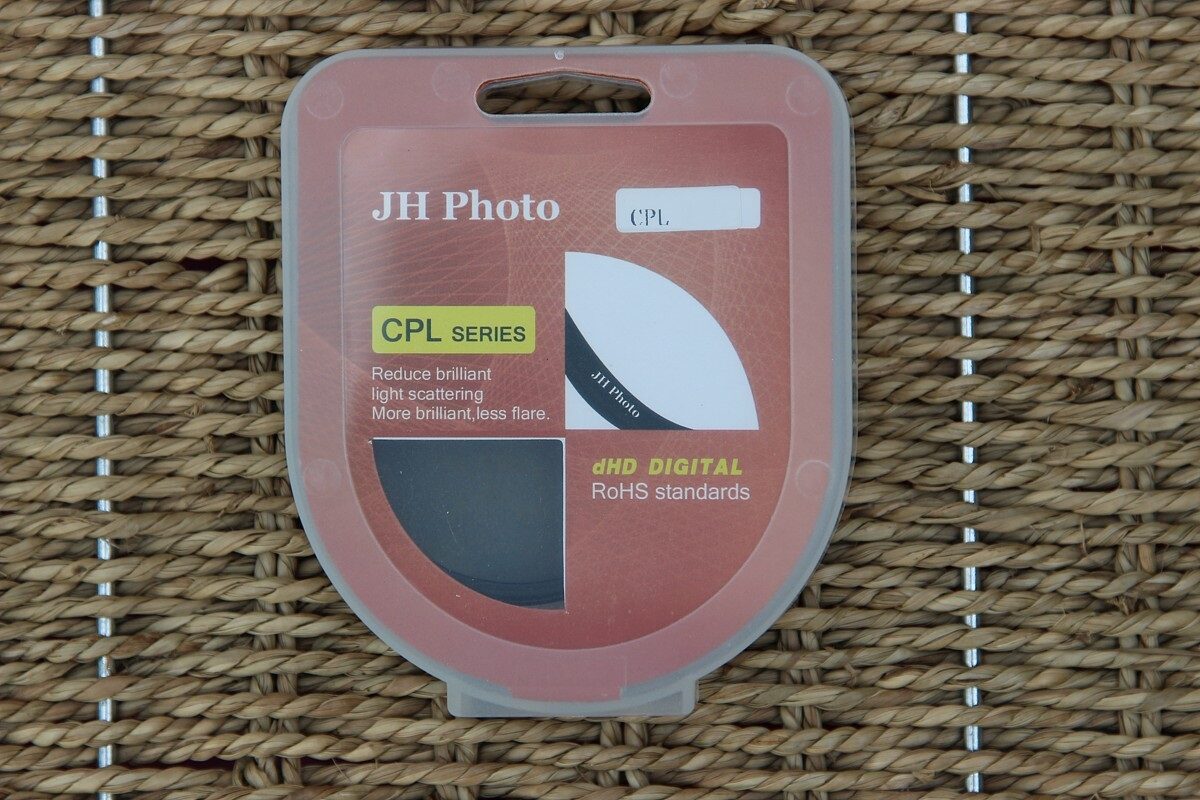 JH Photo
CPL
CPL SERIES
Reduce brilliant
light scattering
More brilliant,less flare.
JH Photo
dHD DIGITAL
RoHS standards